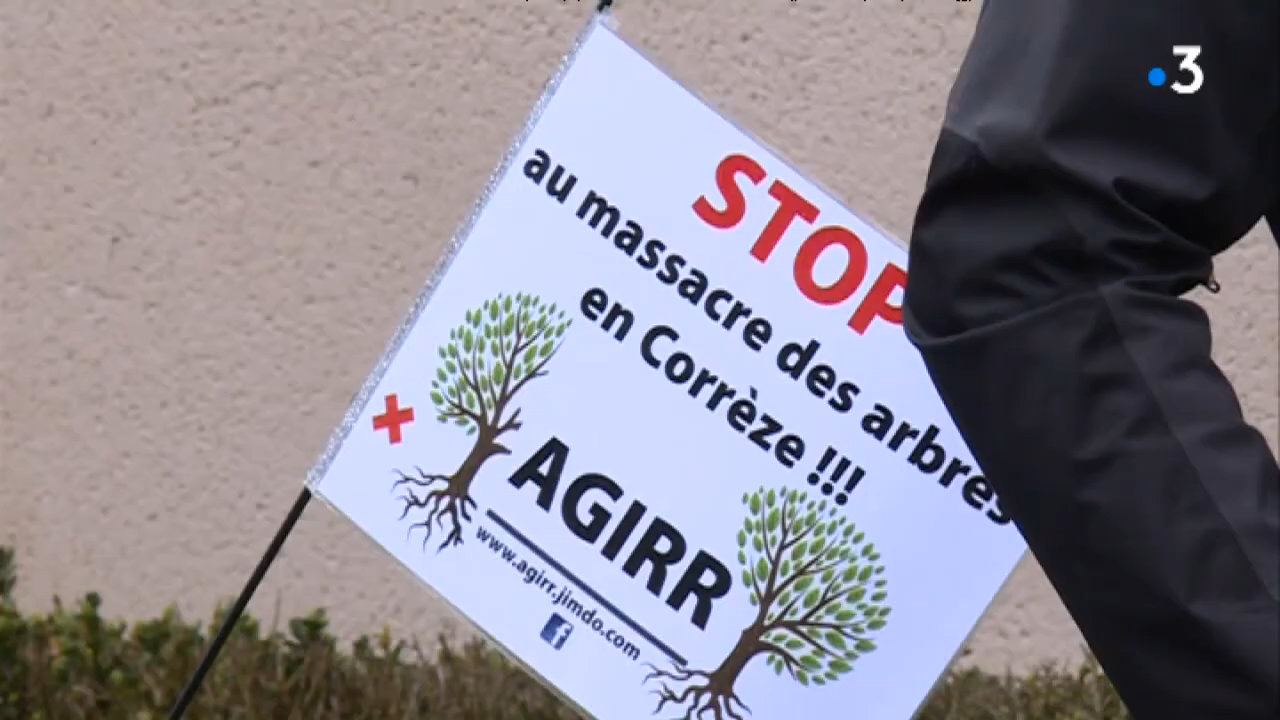 3
STOP
au massacre des arbres
en Corrèze !!!
AGIRR
www.agirr.jimdo.com
f